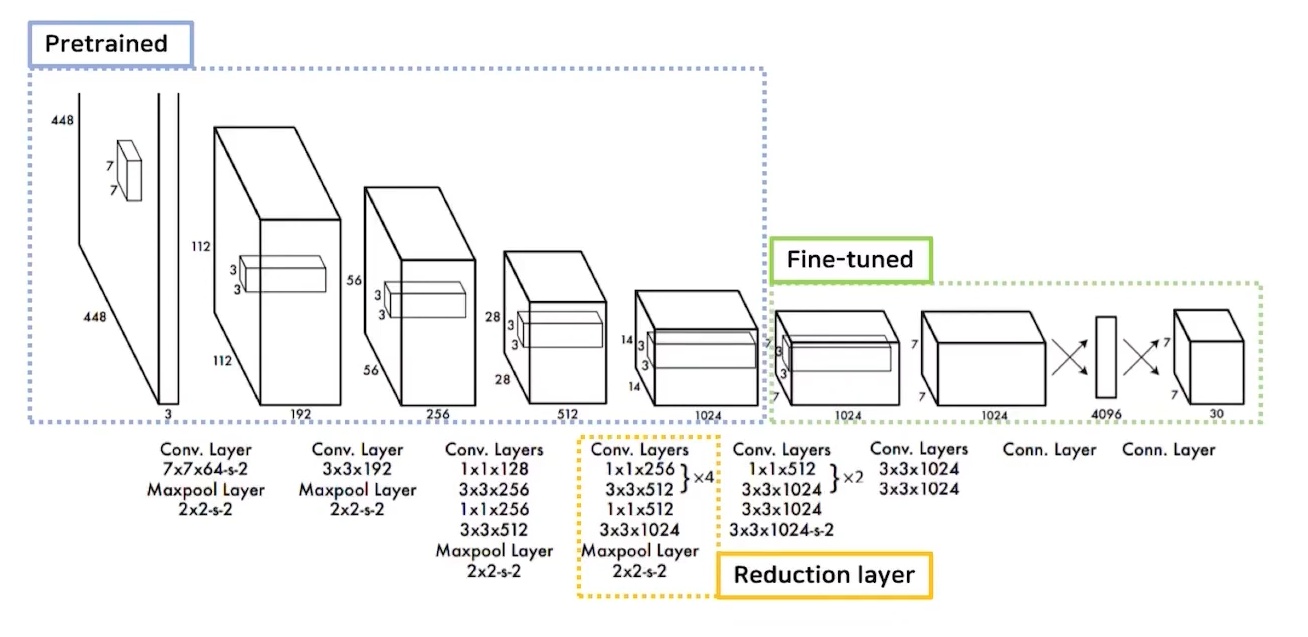 Pretrained
448
7
7
448
3
112
3
3
112
192
56
3
3
56
256
28
3
3
28
512
14
3
3
14
1024
Fine-tuned
7
3
3
7
1024
7
7
1024
4096
7
7
30
Conv. Layer
7x7x64-s-2
Maxpool Layer
2x2-s-2
Conv. Layer
3x3x192
Maxpool Layer
2x2-s-2
Conv. Layers
1x1x128
3x3x256
1x1x256
3x3x512
Maxpool Layer
2x2-s-2
Conv. Layers
1x1x256
3x3x512
}×4
1x1x512
3x3x1024
Maxpool Layer
2x2-s-2
Conv. Layers
1x1x512
3x3x1024
}×2
3x3x1024
3x3x1024-s-2
Conv. Layers
3x3x1024
3x3x1024
Conn. Layer
Conn. Layer
Reduction layer